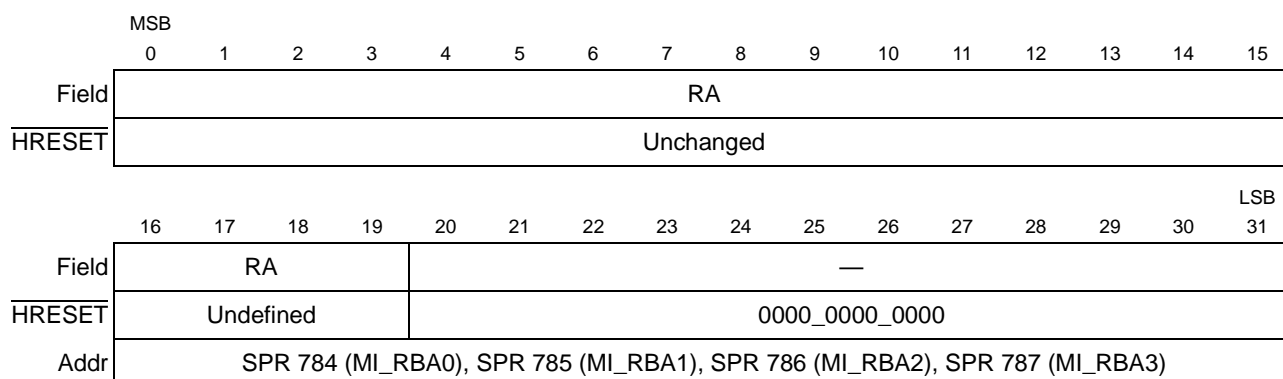 MSB
0 1 2 3 4 5 6 7 8 9 10 11 12 13 14 15
Field RA
HRESET Unchanged
LSB
16 17 18 19 20 21 22 23 24 25 26 27 28 29 30 31
Field RA —
HRESET Undefined 0000_0000_0000
Addr SPR 784 (MI_RBA0), SPR 785 (MI_RBA1), SPR 786 (MI_RBA2), SPR 787 (MI_RBA3)